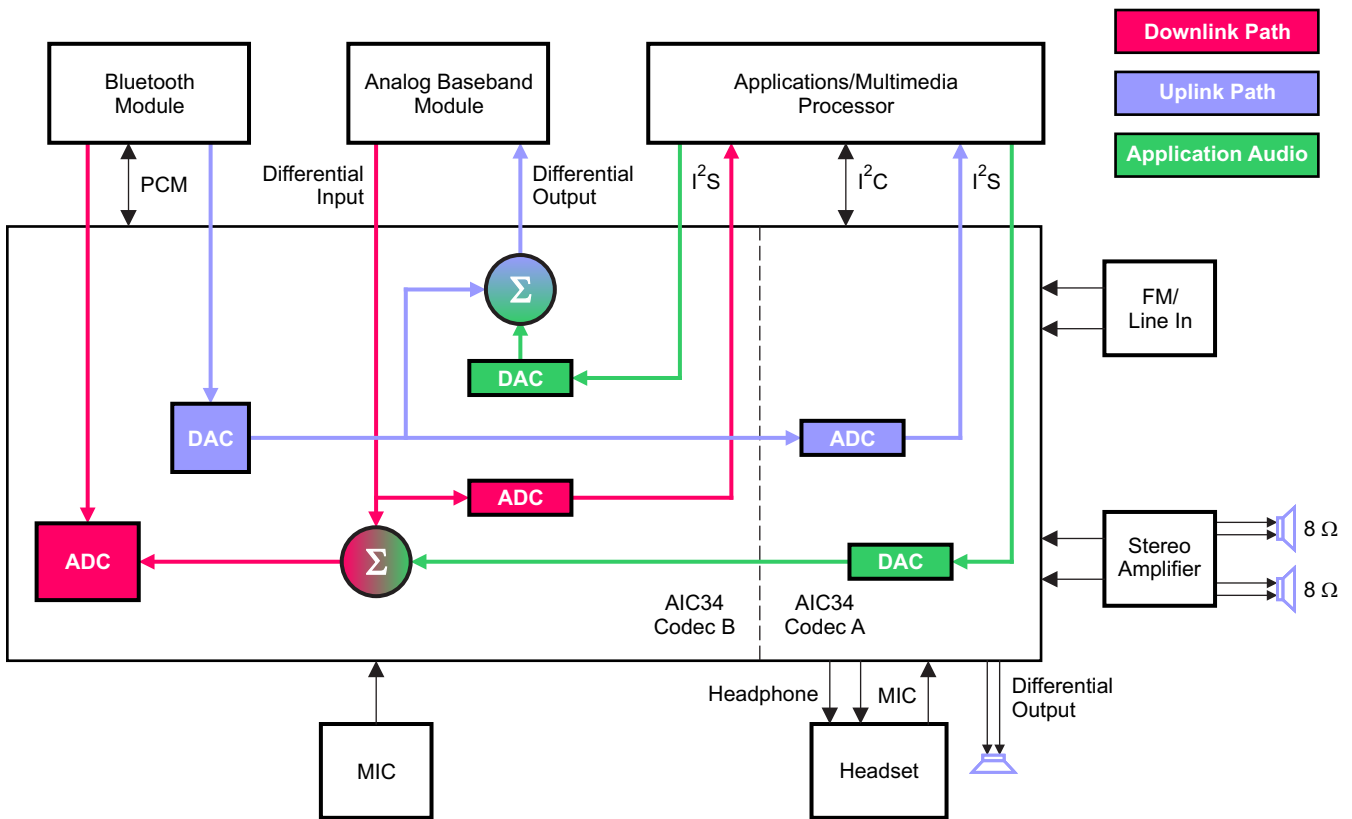 Downlink Path
Uplink Path
Application Audio
Bluetooth
Module
Analog Baseband
Module
Applications/Multimedia
Processor
PCM
Differential
Input
Differential
Output
I²S
I²C
I²S
Σ
DAC
DAC
ADC
ADC
ADC
Σ
DAC
AIC34
Codec B
AIC34
Codec A
FM/
Line In
Stereo
Amplifier
8 Ω
8 Ω
Headphone
MIC
Differential
Output
MIC
Headset